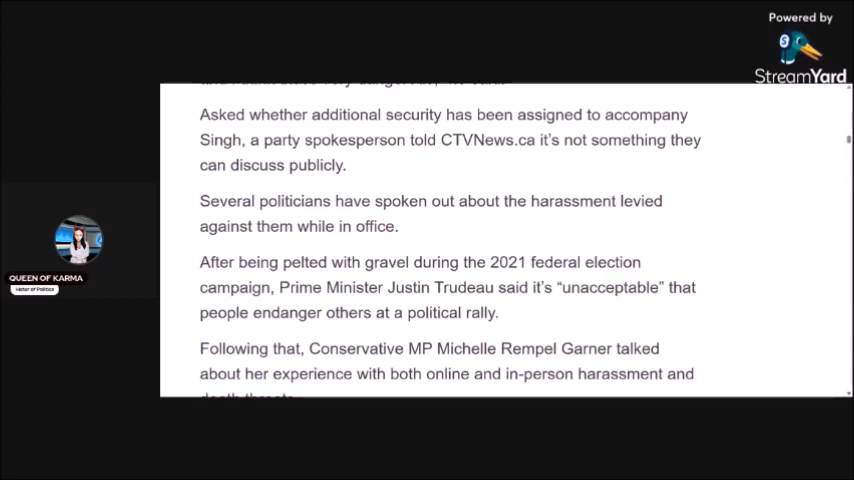 Powered by
StreamYard
Asked whether additional security has been assigned to accompany
Singh, a party spokesperson told CTVNews.ca it's not something they
can discuss publicly.
Several politicians have spoken out about the harassment levied
against them while in office.
After being pelted with gravel during the 2021 federal election
campaign, Prime Minister Justin Trudeau said it's “unacceptable” that
people endanger others at a political rally.
Following that, Conservative MP Michelle Rempel Garner talked
about her experience with both online and in-person harassment and
QUEEN OF KARMA
Hater of Politics